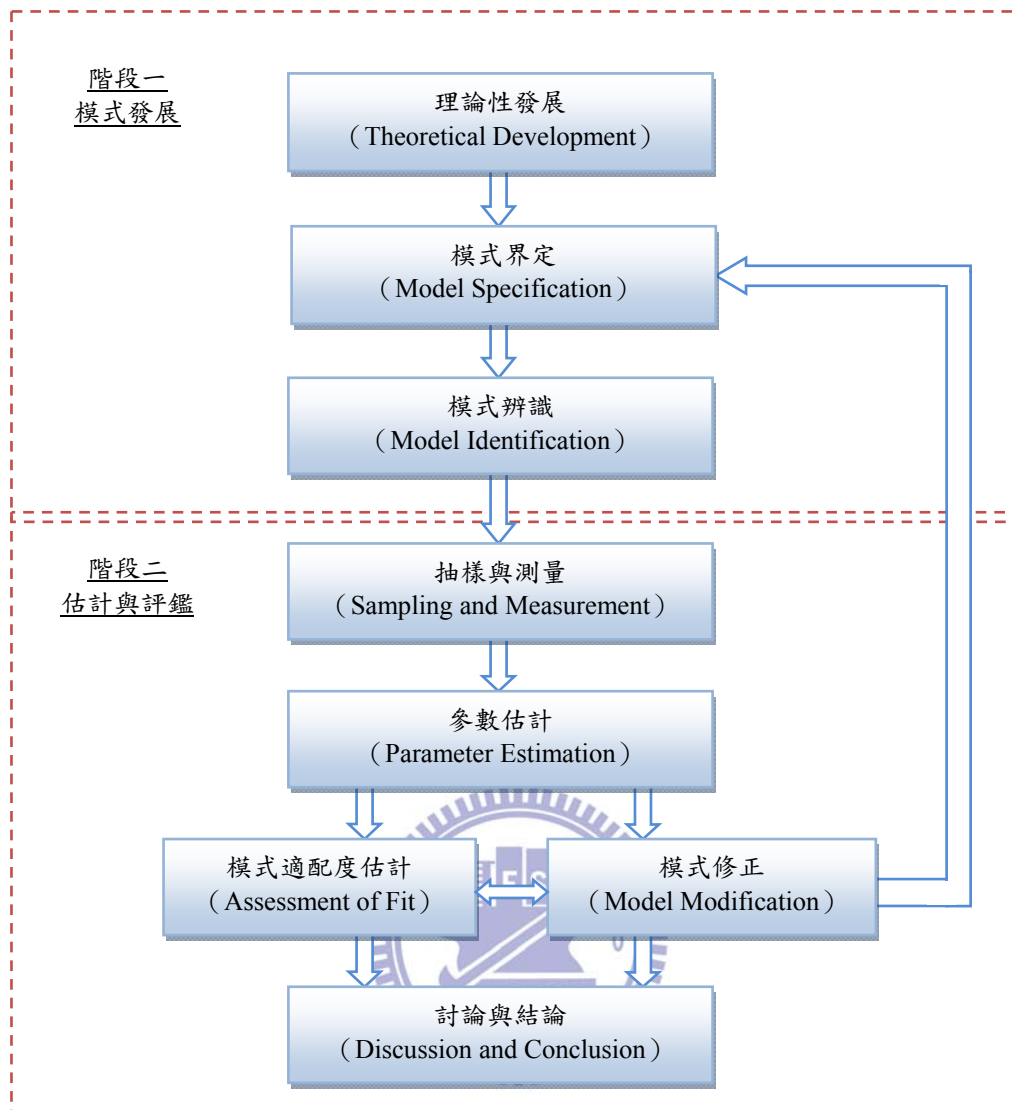 階段一
模式發展
理論性發展
（Theoretical Development）
模式界定
（Model Specification）
模式辨識
（Model Identification）
階段二
估計與評鑑
抽樣與測量
（Sampling and Measurement）
參數估計
（Parameter Estimation）
模式適配度估計
（Assessment of Fit）
模式修正
（Model Modification）
討論與結論
（Discussion and Conclusion）